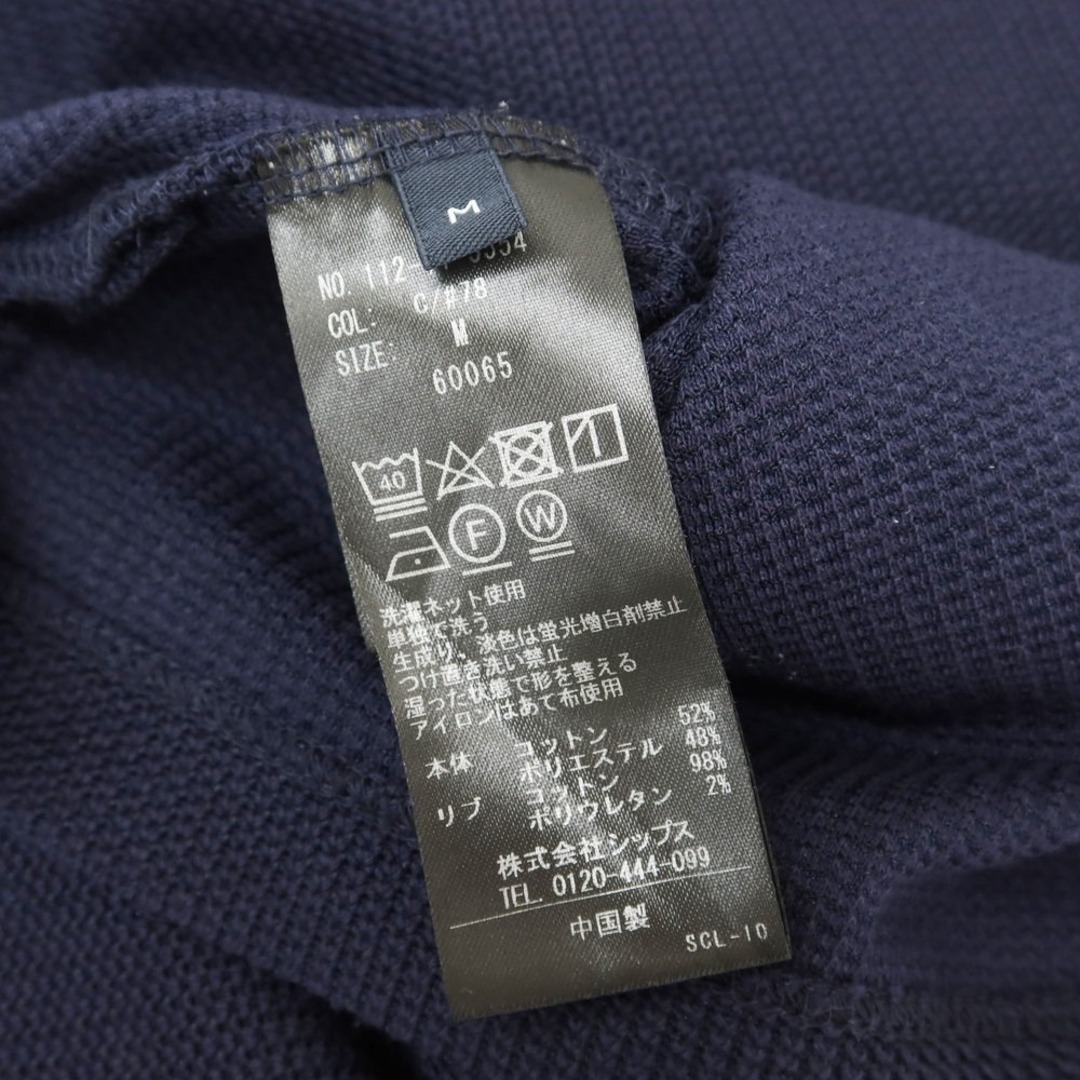 M
NO. 112-
COL: C/#78
SIZE: M
60065
40
F
W
洗濯ネット使用
単独で洗う
生成り、淡色は蛍光増白剤禁止
つけ置き洗い禁止
湿った状態で形を整える
アイロンはあて布使用
本体 コットン 52%
ポリエステル 48%
リブ コットン 98%
ポリウレタン 2%
株式会社シップス
TEL. 0120-444-099
中国製
SCL-10